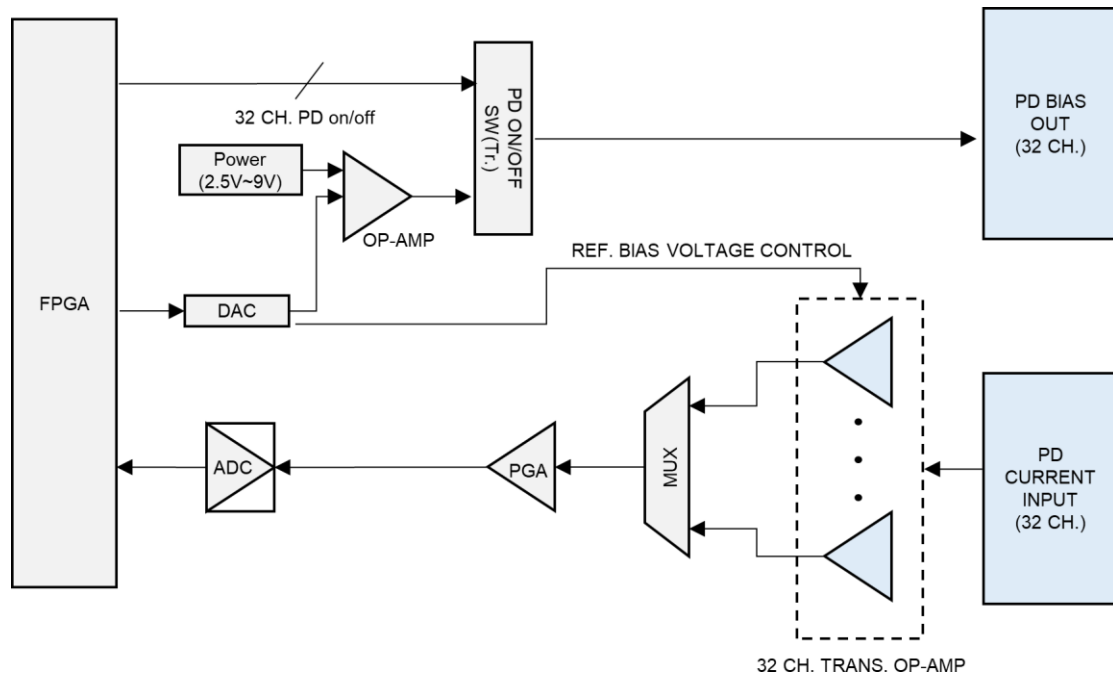 FPGA
32 CH. PD on/off
PD ON/OFF
SW(Tr.)
PD BIAS
OUT
(32 CH.)
Power
(2.5V~9V)
OP-AMP
REF. BIAS VOLTAGE CONTROL
DAC
ADC
PGA
MUX
PD
CURRENT
INPUT
(32 CH.)
32 CH. TRANS. OP-AMP